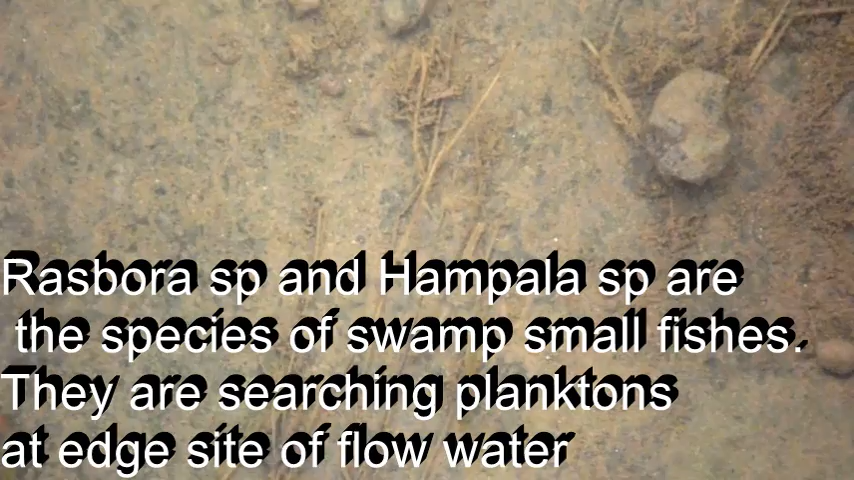 Rasbora sp and Hampala sp are
the species of swamp small fishes.
They are searching planktons
at edge site of flow water